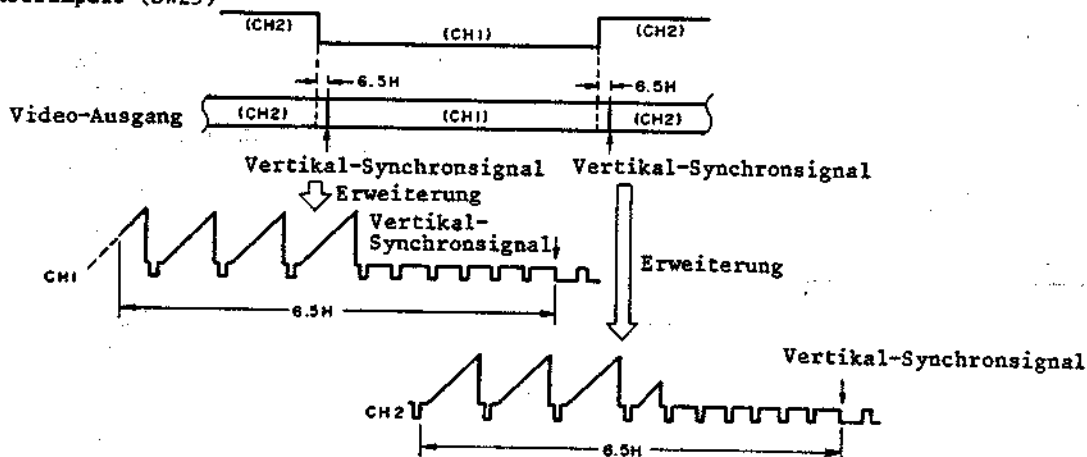 (CH2) (CH1) (CH2)
6.5H 6.5H
Video-Ausgang (CH2) (CH1) (CH2)
Vertikal-Synchronsignal Vertikal-Synchronsignal
Erweiterung
Vertikal-
Synchronsignal
CH1
Erweiterung
6.5H
Vertikal-Synchronsignal
CH2
6.5H